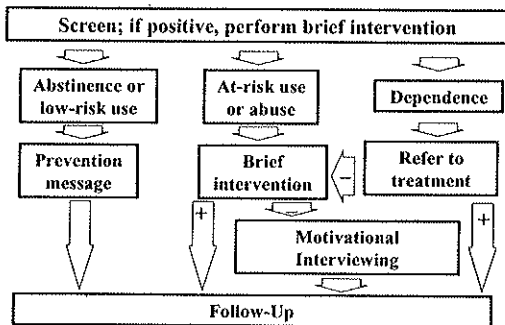 Screen; if positive, perform brief intervention
Abstinence or
low-risk use
At-risk use
or abuse
Dependence
Prevention
message
Brief
intervention
−
Refer to
treatment
+
+
Motivational
Interviewing
Follow-Up